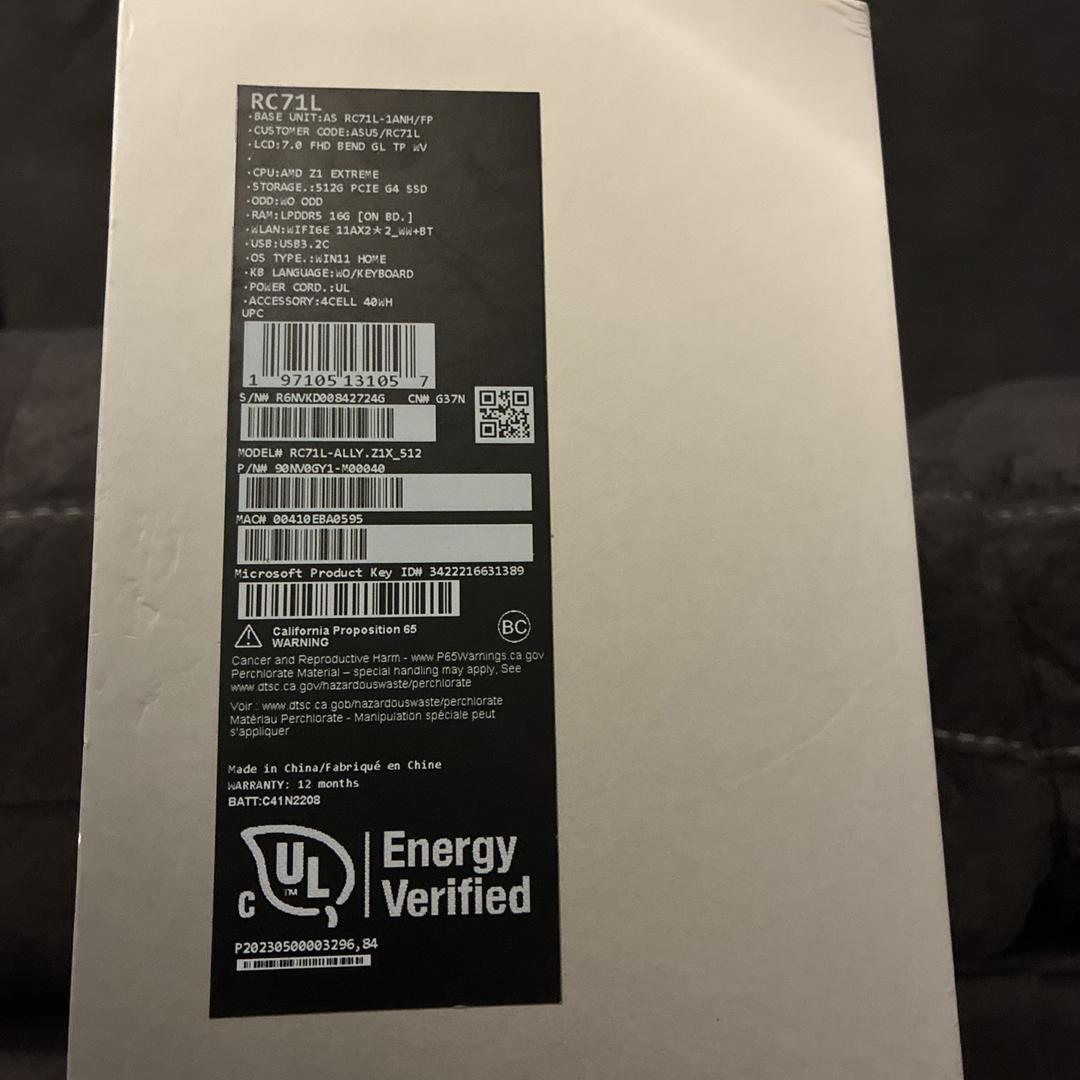 RC71L
·BASE UNIT:AS RC71L-1ANH/FP
·CUSTOMER CODE:ASUS/RC71L
·LCD:7.0 FHD BEND GL TP WV
·
·CPU:AMD Z1 EXTREME
·STORAGE.:512G PCIE G4 SSD
·ODD:WO ODD
·RAM:LPDDR5 16G [ON BD.]
·WLAN:WIFI6E 11AX2*2_WW+BT
·USB:USB3.2C
·OS TYPE.:WIN11 HOME
·KB LANGUAGE:WO/KEYBOARD
·POWER CORD.:UL
·ACCESSORY:4CELL 40WH
UPC
1 97105 13105 7
S/N# R6NVKD00842724G CN# G37N
MODEL# RC71L-ALLY.Z1X_512
P/N# 90NV0GY1-M00040
MAC# 00410EBA0595
Microsoft Product Key ID# 3422216631389
California Proposition 65
WARNING
BC
Cancer and Reproductive Harm - www.P65Warnings.ca.gov.
Perchlorate Material – special handling may apply, See
www.dtsc.ca.gov/hazardouswaste/perchlorate
Voir : www.dtsc.ca.gob/hazardouswaste/perchlorate
Matériau Perchlorate - Manipulation spéciale peut
s'appliquer
Made in China/Fabriqué en Chine
WARRANTY: 12 months
BATT:C41N2208
C UL TM
Energy
Verified
P20230500003296,84